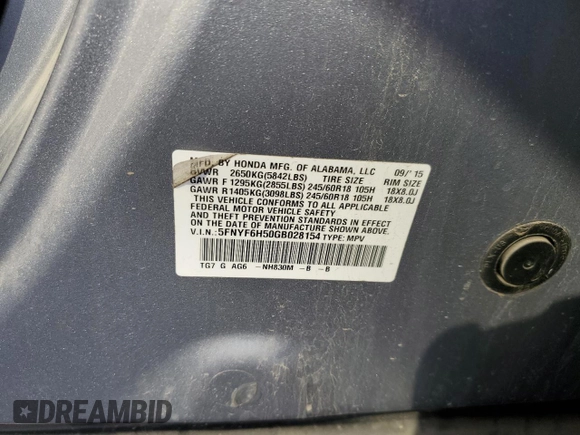 MFD. BY HONDA MFG. OF ALABAMA, LLC 09/'15
GVWR 2650KG(5842LBS) TIRE SIZE RIM SIZE
GAWR F 1295KG(2855LBS) 245/60R18 105H 18X8.0J
GAWR R 1405KG(3098LBS) 245/60R18 105H 18X8.0J
THIS VEHICLE CONFORMS TO ALL APPLICABLE
FEDERAL MOTOR VEHICLE SAFETY
AND THEFT PREVENTION STANDARDS IN EFFECT
ON THE DATE OF MANUFACTURE SHOWN ABOVE.
V.I.N.: 5FNYF6H50GB028154 TYPE: MPV
TG7 G AG6 -NH830M -B -B
DREAMBID